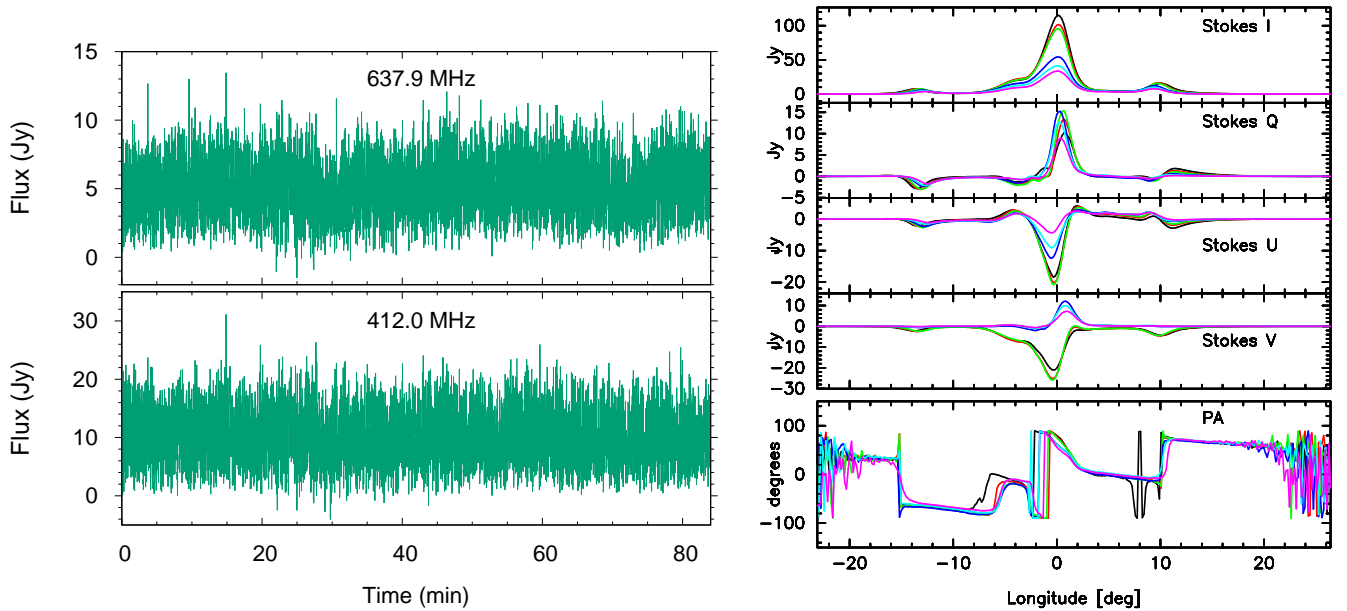 15
10
5
0
Flux (Jy)
637.9 MHz
30
20
10
0
Flux (Jy)
412.0 MHz
0 20 40 60 80
Time (min)
100
50
0
Jy
Stokes I
15
10
5
0
−5
Jy
Stokes Q
0
−10
−20
Jy
Stokes U
10
0
−10
−20
−30
Jy
Stokes V
100
0
−100
degrees
PA
−20 −10 0 10 20
Longitude [deg]